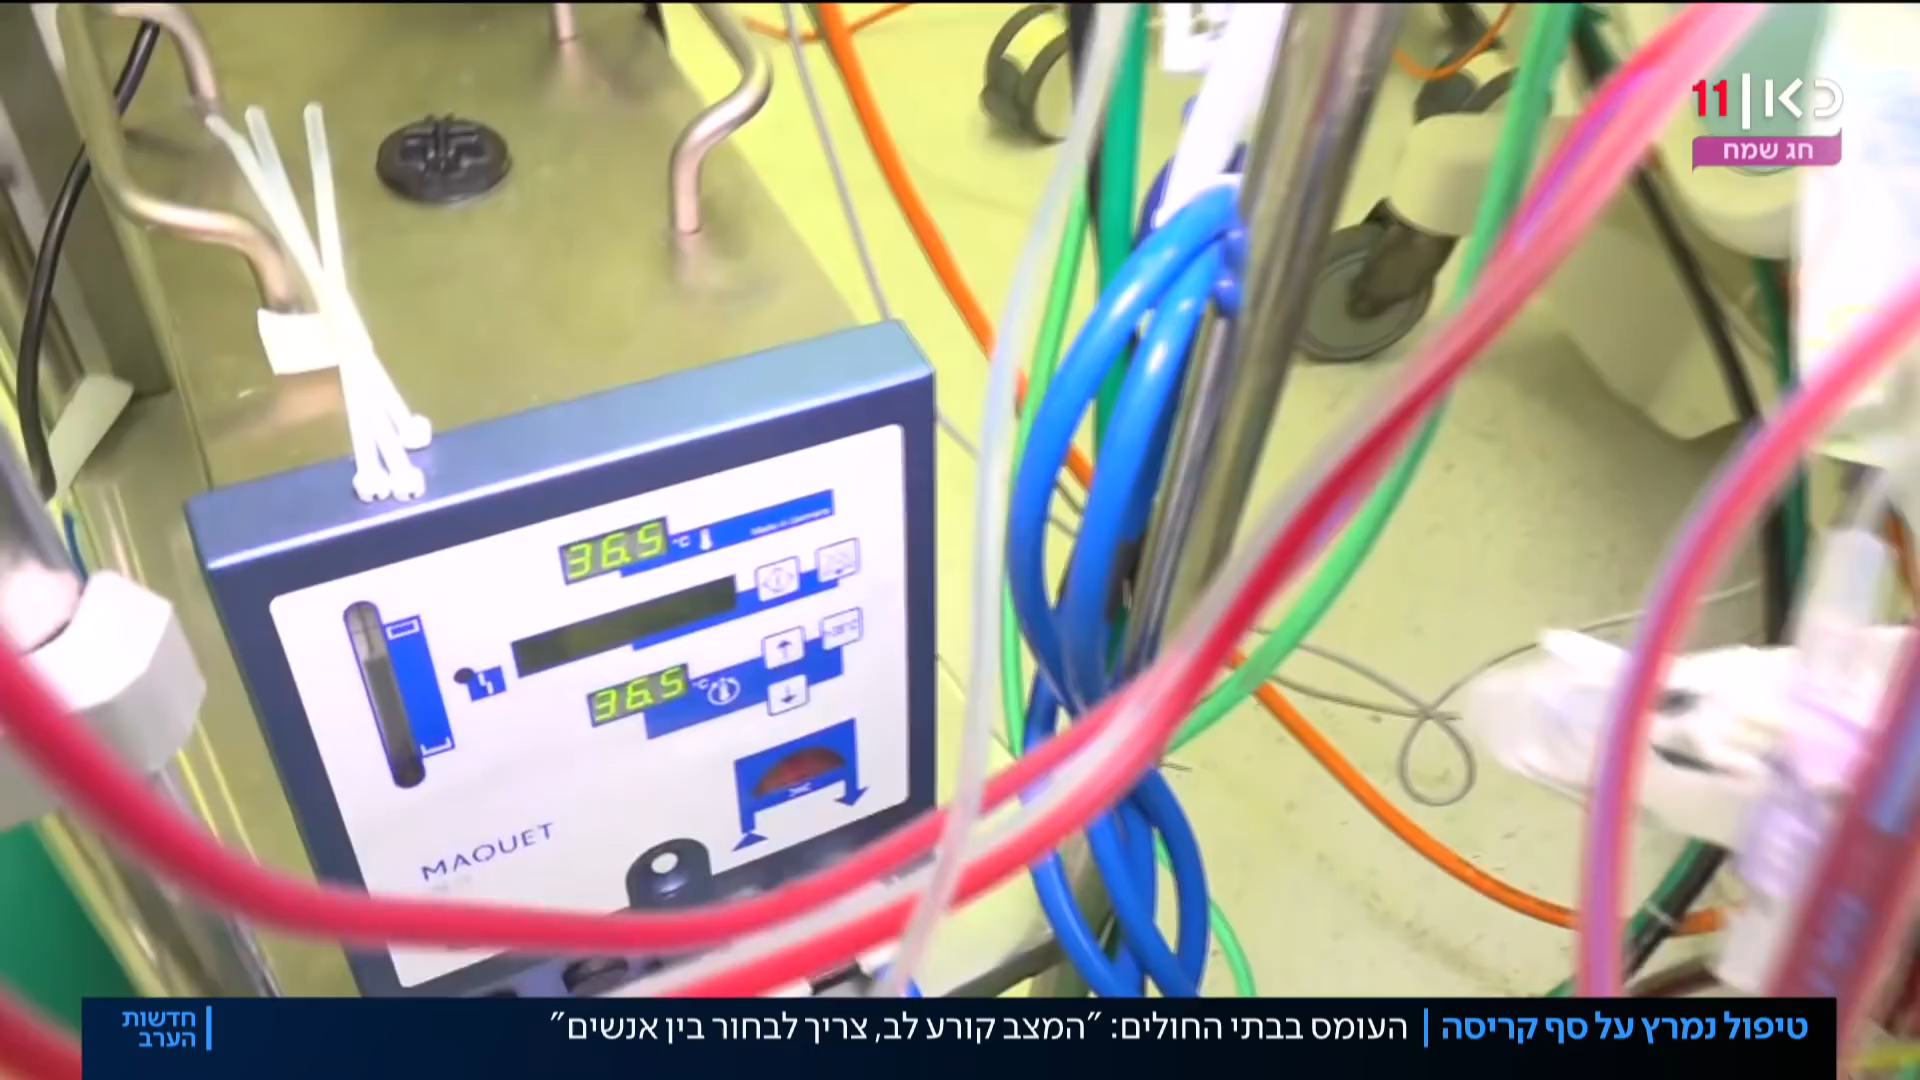 כאן 11
חג שמח
36.5 °C
36.5 °C
MAQUET
טיפול נמרץ על סף קריסה | העומס בבתי החולים: "המצב קורע לב, צריך לבחור בין אנשים"
חדשות
הערב